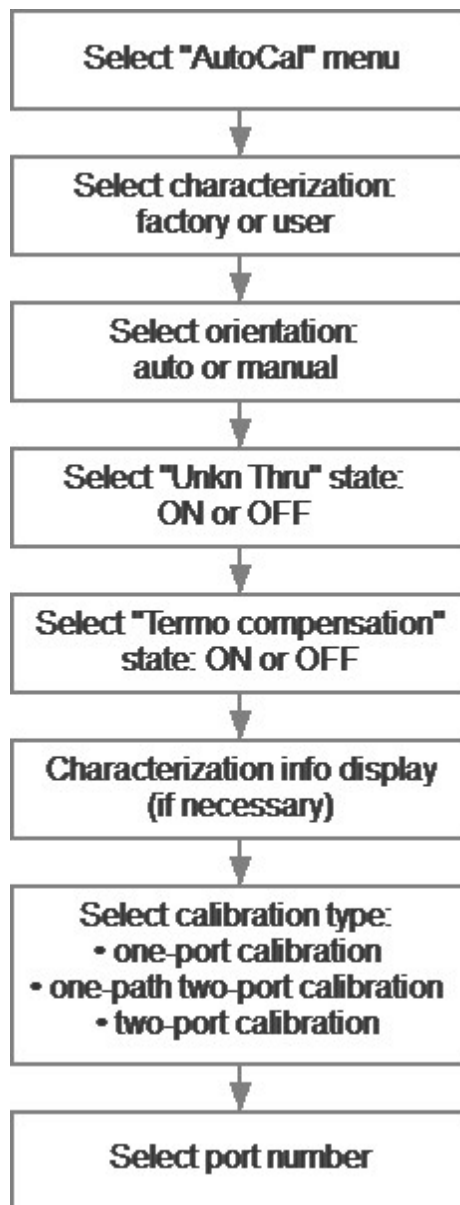 Select "AutoCal" menu
Select characterization:
factory or user
Select orientation:
auto or manual
Select "Unkn Thru" state:
ON or OFF
Select "Termo compensation"
state: ON or OFF
Characterization info display
(if necessary)
Select calibration type:
• one-port calibration
• one-path two-port calibration
• two-port calibration
Select port number